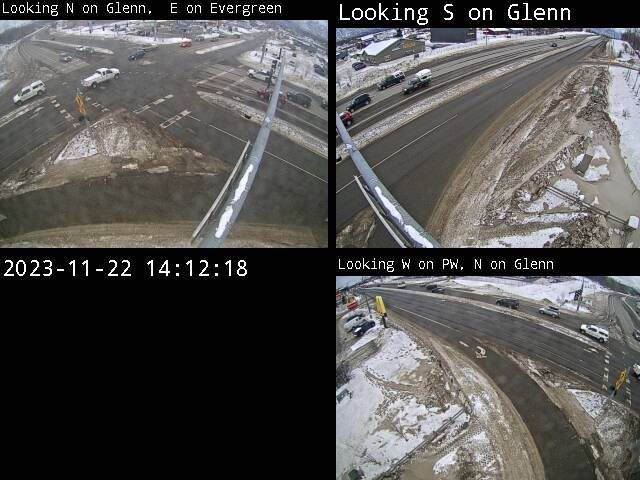 Looking N on Glenn, E on Evergreen
Looking S on Glenn
2023-11-22 14:12:18
Looking W on PW, N on Glenn